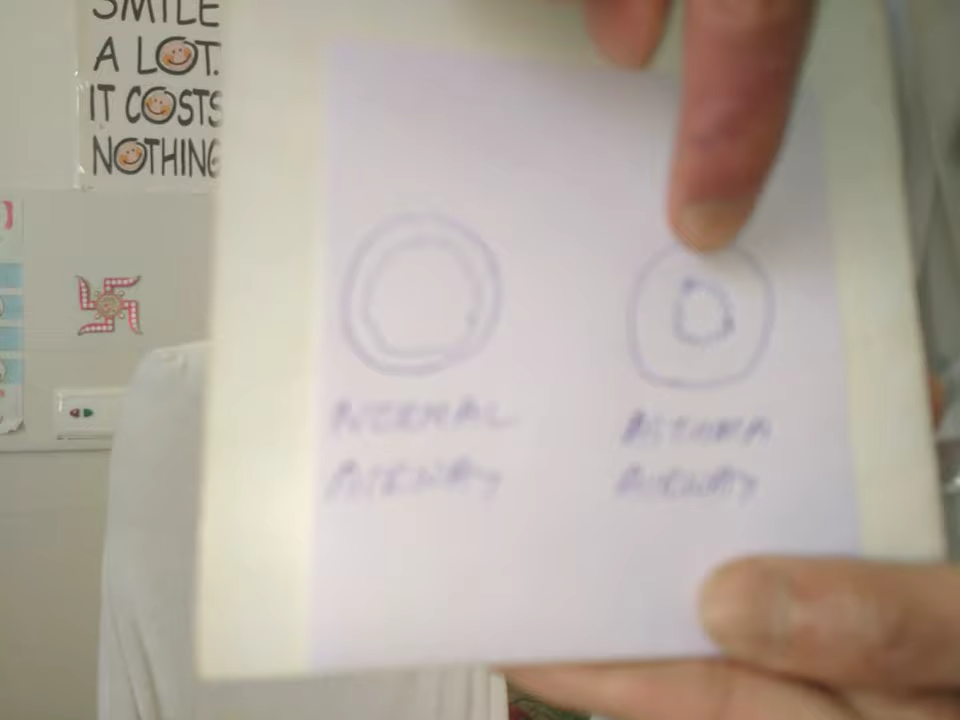 SMILE
A LOT.
IT COSTS
NOTHING
NORMAL
AIRWAY
ASTHMA
AIRWAY